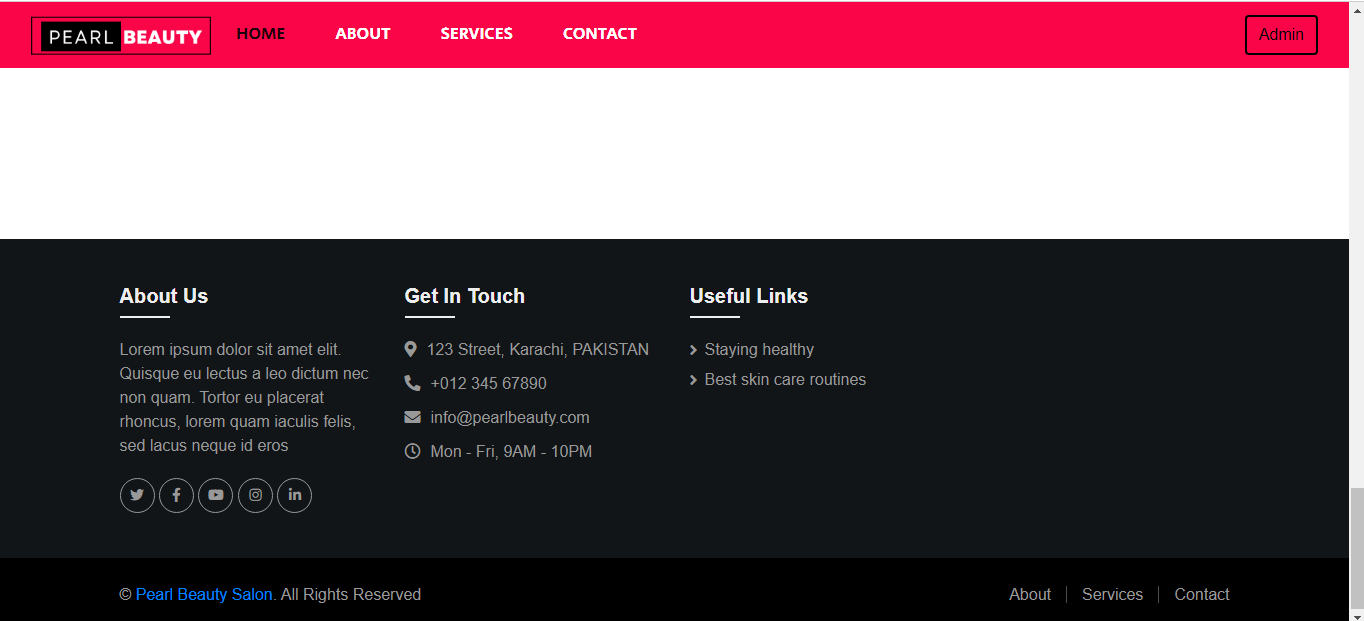 PEARL BEAUTY
HOME ABOUT SERVICES CONTACT
Admin
About Us
Lorem ipsum dolor sit amet elit.
Quisque eu lectus a leo dictum nec
non quam. Tortor eu placerat
rhoncus, lorem quam iaculis felis,
sed lacus neque id eros
Get In Touch
123 Street, Karachi, PAKISTAN
+012 345 67890
info@pearlbeauty.com
Mon - Fri, 9AM - 10PM
Useful Links
Staying healthy
Best skin care routines
© Pearl Beauty Salon. All Rights Reserved
About Services Contact